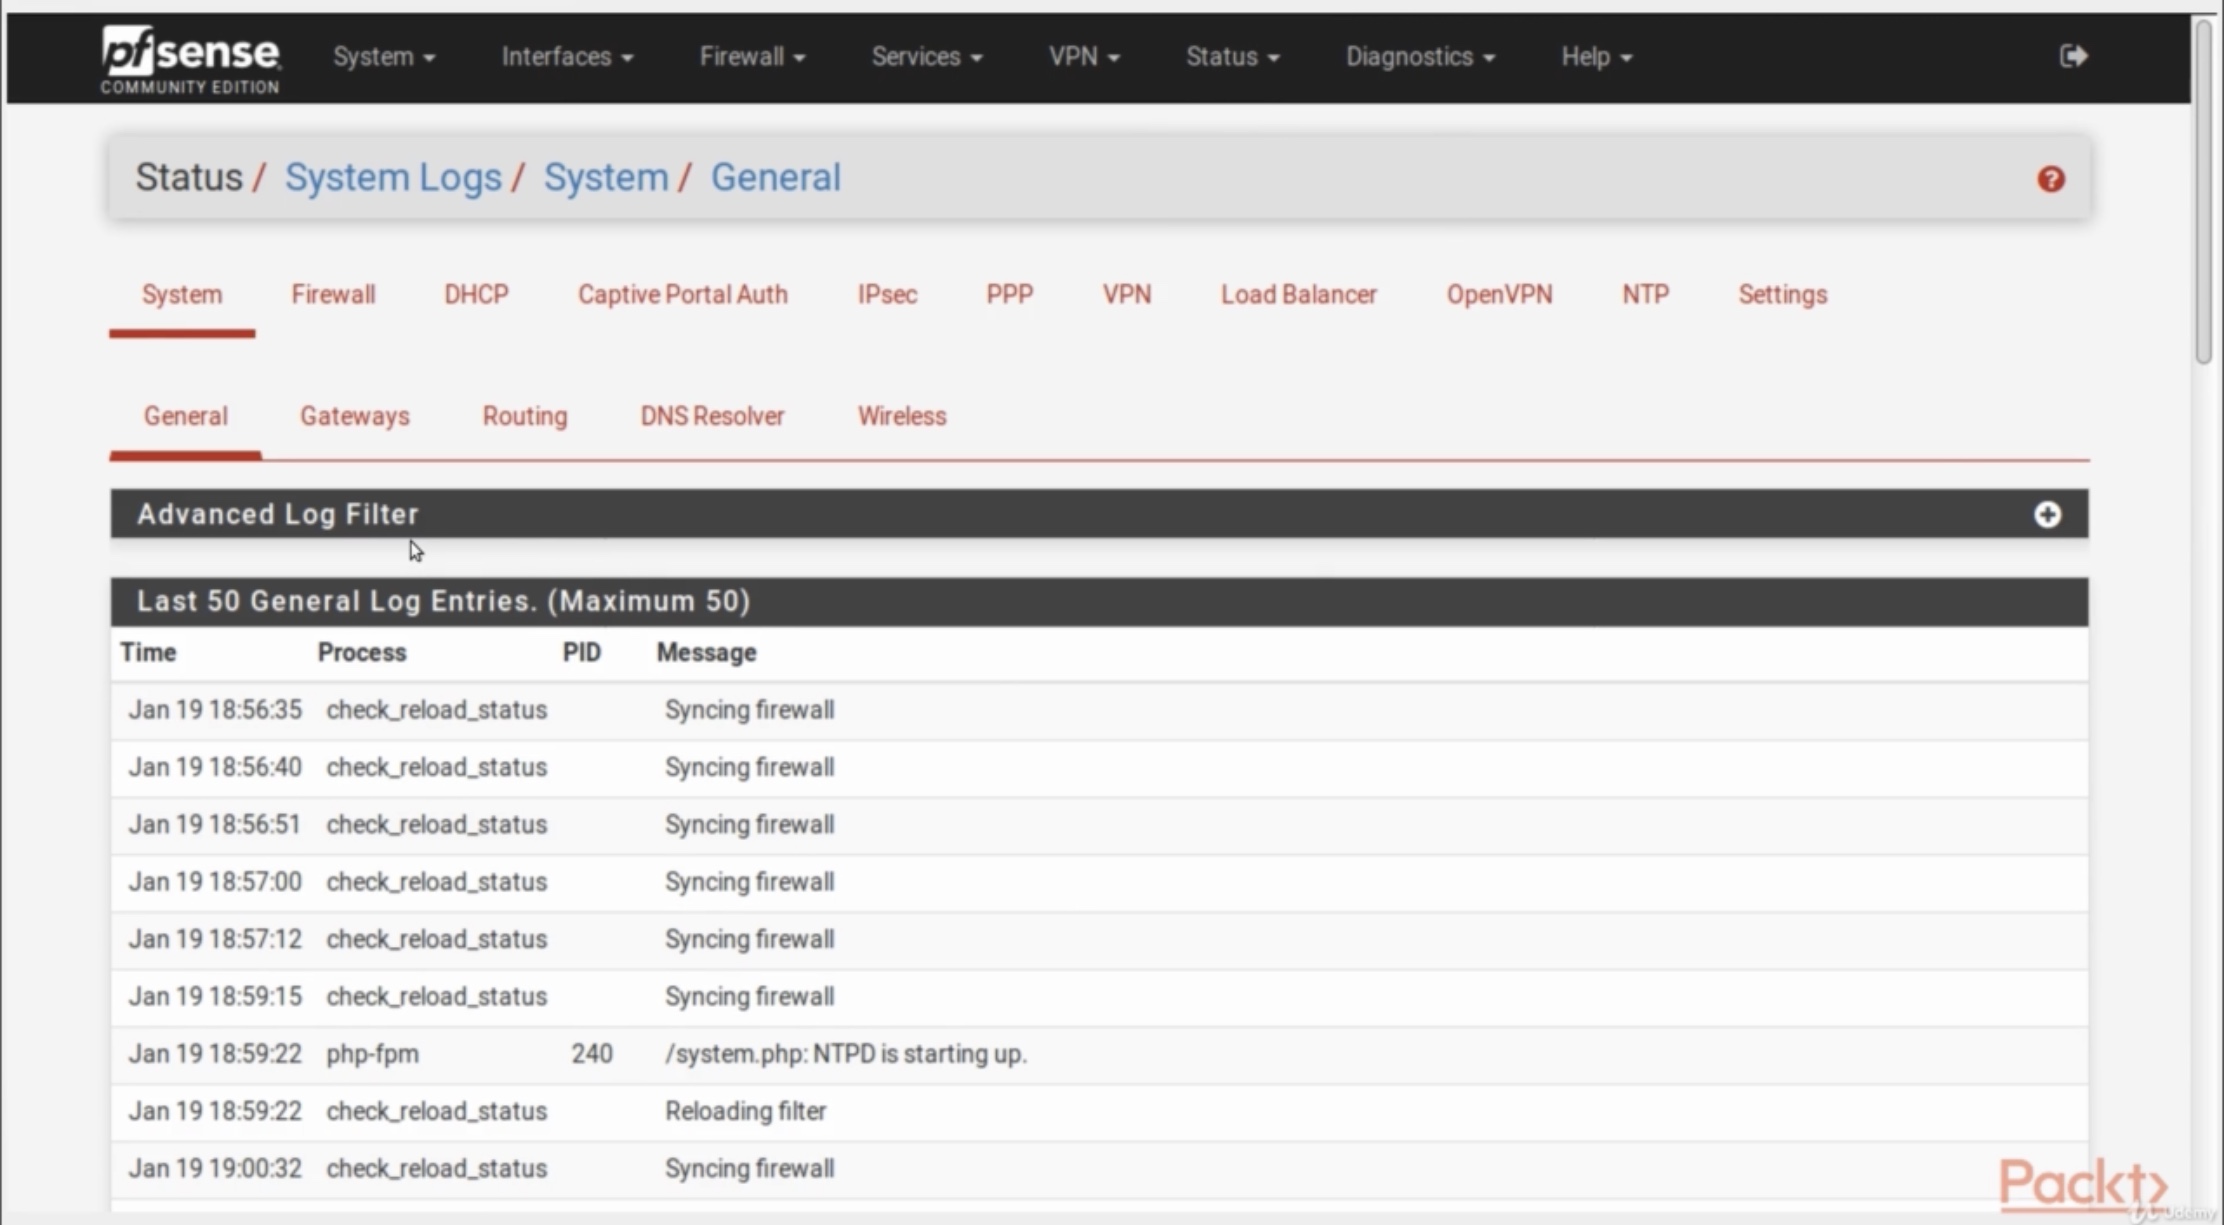 pfsense System Interfaces Firewall Services VPN Status Diagnostics Help
COMMUNITY EDITION
Status / System Logs / System / General ?
System Firewall DHCP Captive Portal Auth IPsec PPP VPN Load Balancer OpenVPN NTP Settings
General Gateways Routing DNS Resolver Wireless
Advanced Log Filter
Last 50 General Log Entries. (Maximum 50)
Time Process PID Message
Jan 19 18:56:35 check_reload_status Syncing firewall
Jan 19 18:56:40 check_reload_status Syncing firewall
Jan 19 18:56:51 check_reload_status Syncing firewall
Jan 19 18:57:00 check_reload_status Syncing firewall
Jan 19 18:57:12 check_reload_status Syncing firewall
Jan 19 18:59:15 check_reload_status Syncing firewall
Jan 19 18:59:22 php-fpm 240 /system.php: NTPD is starting up.
Jan 19 18:59:22 check_reload_status Reloading filter
Jan 19 19:00:32 check_reload_status Syncing firewall
Packt>
Udemy